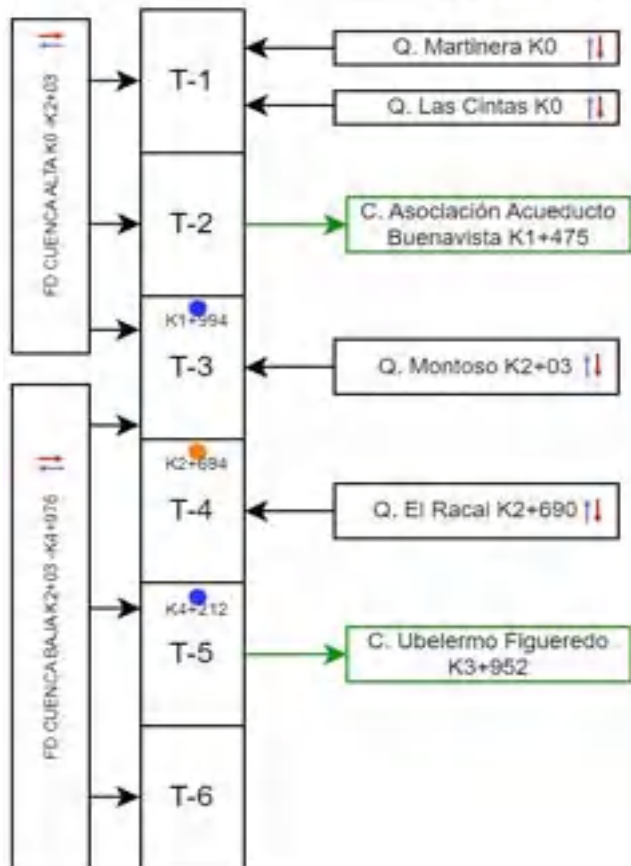 FD CUENCA ALTA K0 -K2+03
T-1
Q. Martinera K0
Q. Las Cintas K0
T-2
C. Asociación Acueducto
Buenavista K1+475
K1+994
T-3
Q. Montoso K2+03
FD CUENCA BAJA K2+03 -K4+976
K2+694
T-4
Q. El Racal K2+690
K4+212
T-5
C. Ubelermo Figueredo
K3+952
T-6